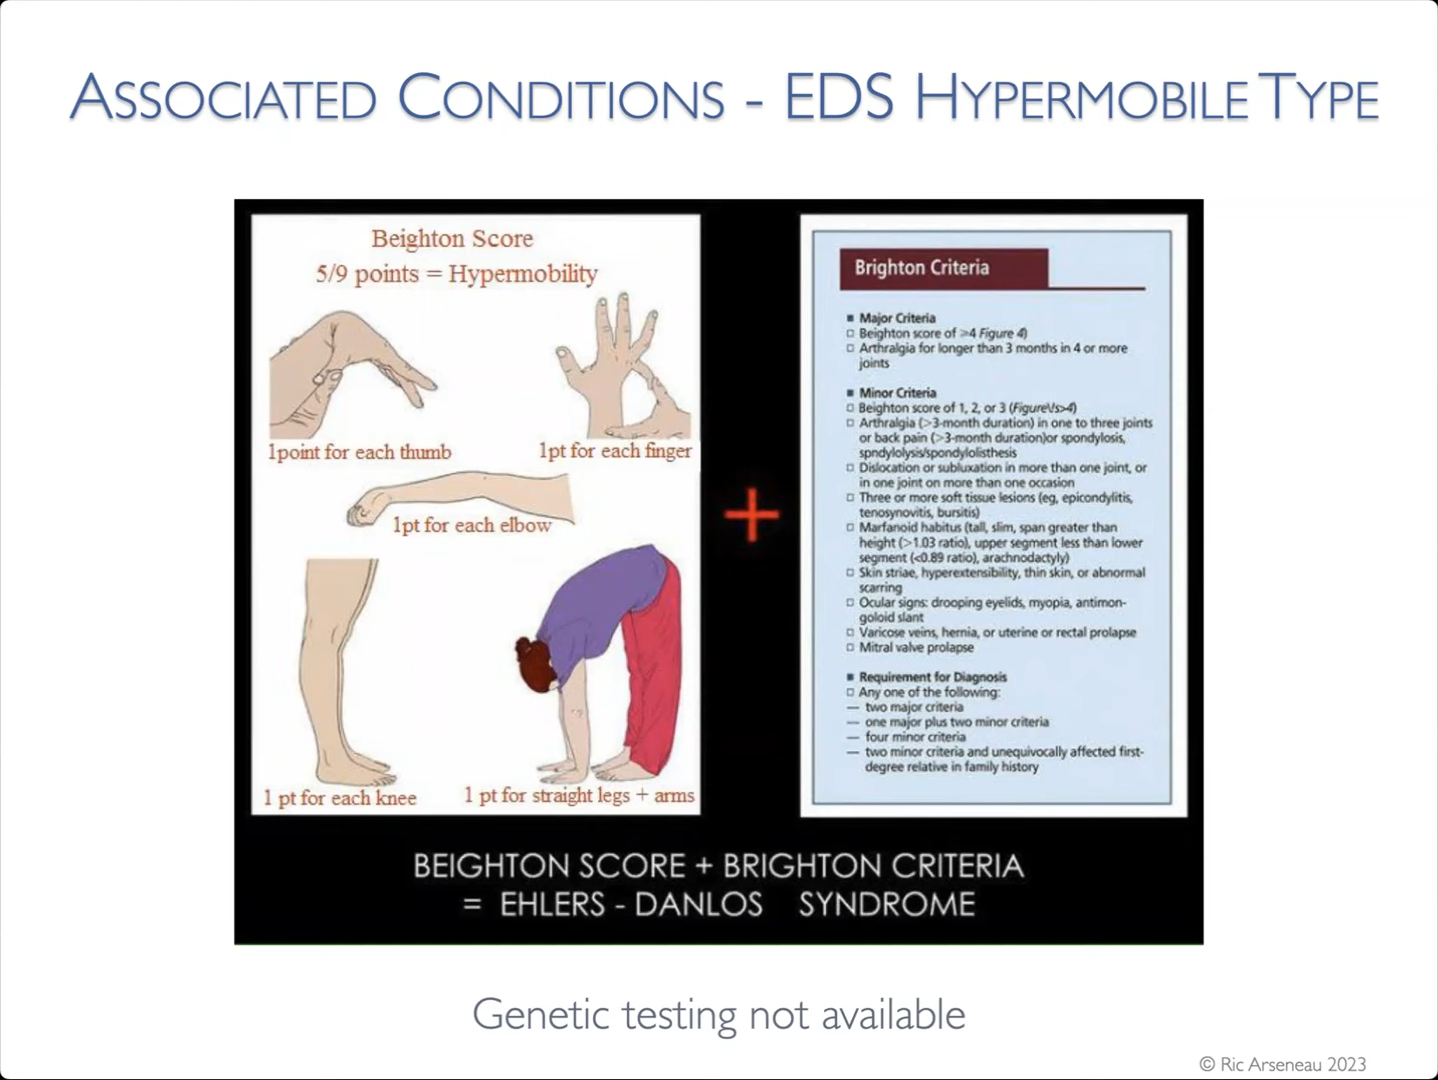 ASSOCIATED CONDITIONS - EDS HYPERMOBILE TYPE
Beighton Score
5/9 points = Hypermobility
1point for each thumb
1pt for each finger
1pt for each elbow
1 pt for each knee
1 pt for straight legs + arms
+
Brighton Criteria
■ Major Criteria
□ Beighton score of ≥4 Figure 4)
□ Arthralgia for longer than 3 months in 4 or more
joints
■ Minor Criteria
□ Beighton score of 1, 2, or 3 (Figure\ls>4)
□ Arthralgia (>3-month duration) in one to three joints
or back pain (>3-month duration)or spondylosis,
spndylolysis/spondylolisthesis
□ Dislocation or subluxation in more than one joint, or
in one joint on more than one occasion
□ Three or more soft tissue lesions (eg, epicondylitis,
tenosynovitis, bursitis)
□ Marfanoid habitus (tall, slim, span greater than
height (>1.03 ratio), upper segment less than lower
segment (<0.89 ratio), arachnodactyly)
□ Skin striae, hyperextensibility, thin skin, or abnormal
scarring
□ Ocular signs: drooping eyelids, myopia, antimon-
goloid slant
□ Varicose veins, hernia, or uterine or rectal prolapse
□ Mitral valve prolapse
■ Requirement for Diagnosis
□ Any one of the following:
— two major criteria
— one major plus two minor criteria
— four minor criteria
— two minor criteria and unequivocally affected first-
degree relative in family history
BEIGHTON SCORE + BRIGHTON CRITERIA
= EHLERS - DANLOS SYNDROME
Genetic testing not available
© Ric Arseneau 2023